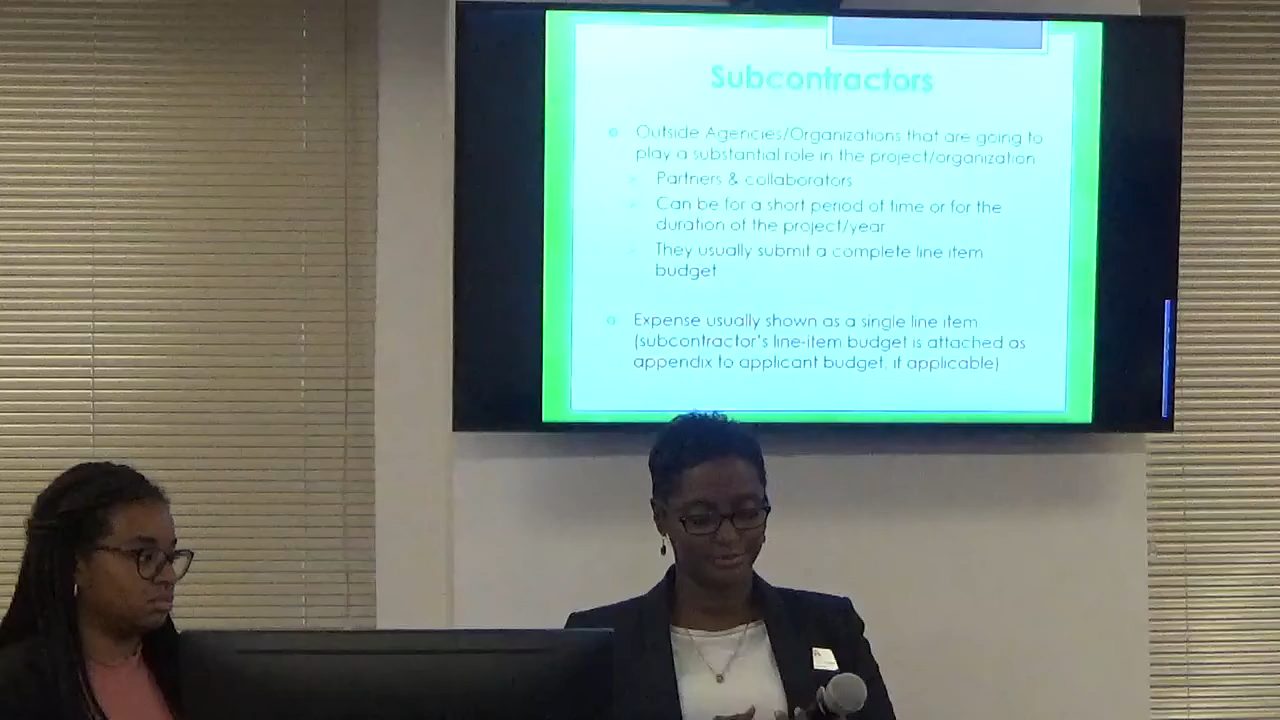 Subcontractors
Outside Agencies/Organizations that are going to
play a substantial role in the project/organization
Partners & collaborators
Can be for a short period of time or for the
duration of the project/year
They usually submit a complete line item
budget
Expense usually shown as a single line item
(subcontractor's line-item budget is attached as
appendix to applicant budget, if applicable)